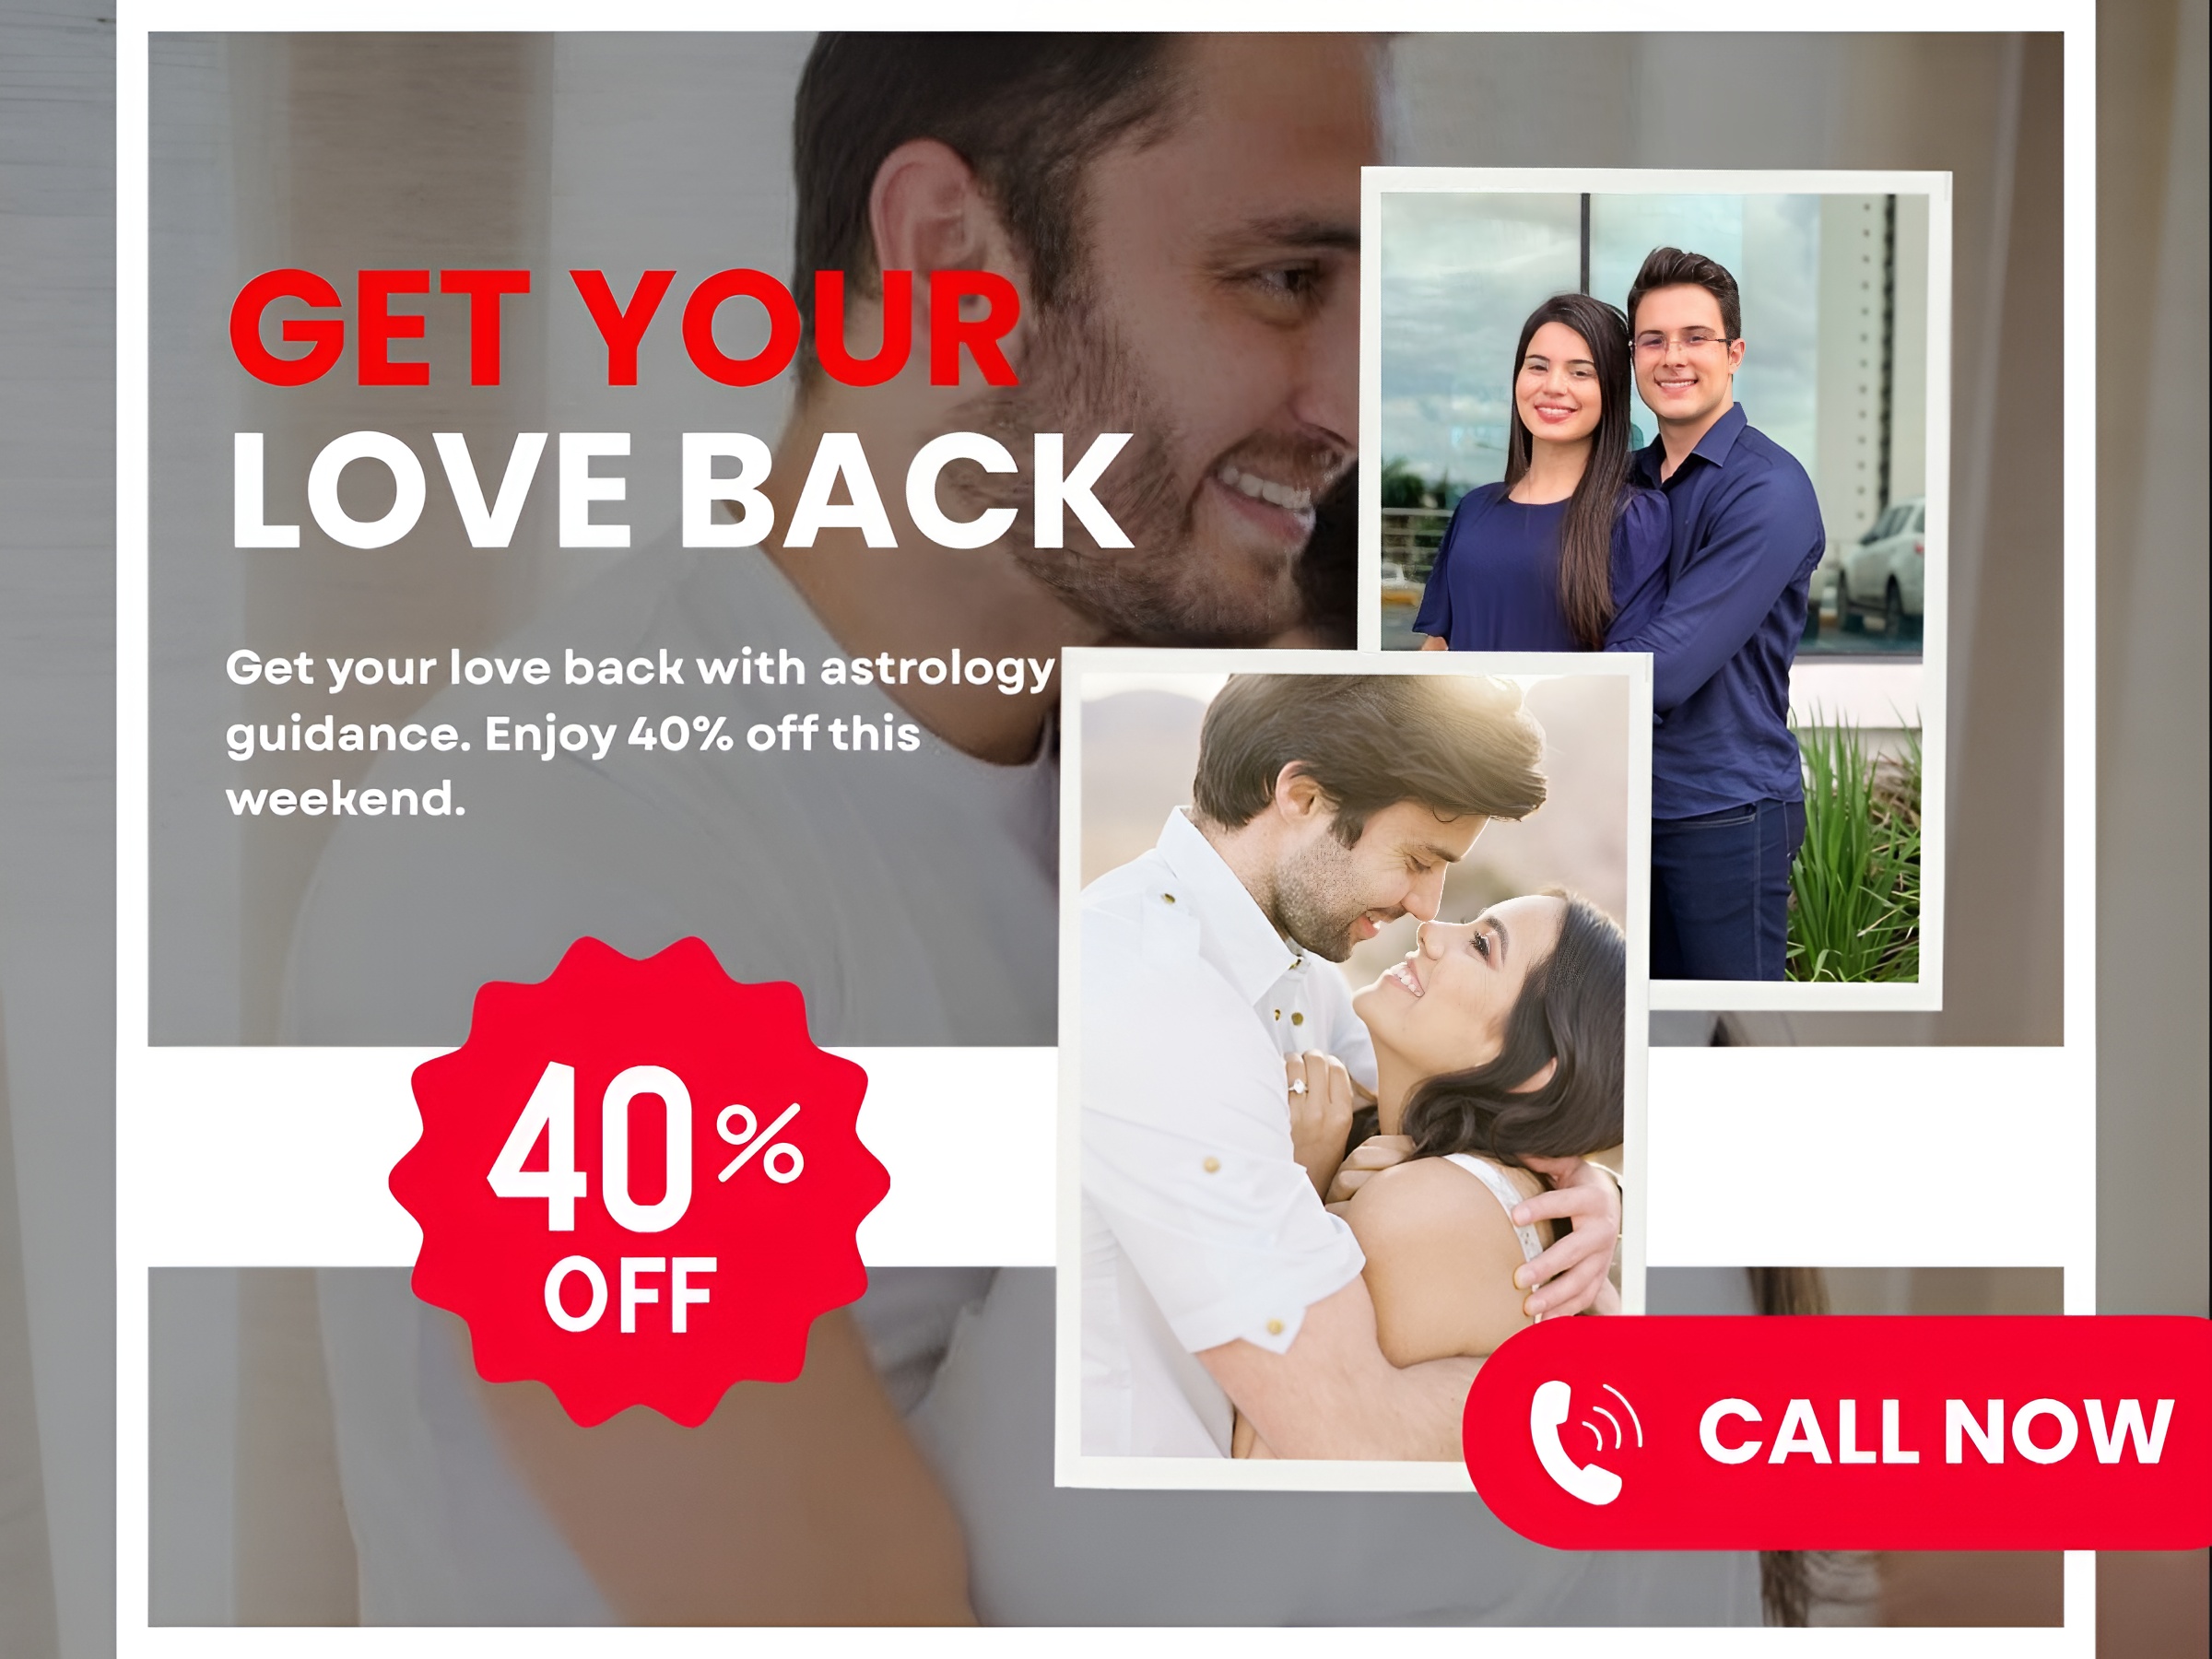 GET YOUR
LOVE BACK
Get your love back with astrology
guidance. Enjoy 40% off this
weekend.
40%
OFF
CALL NOW